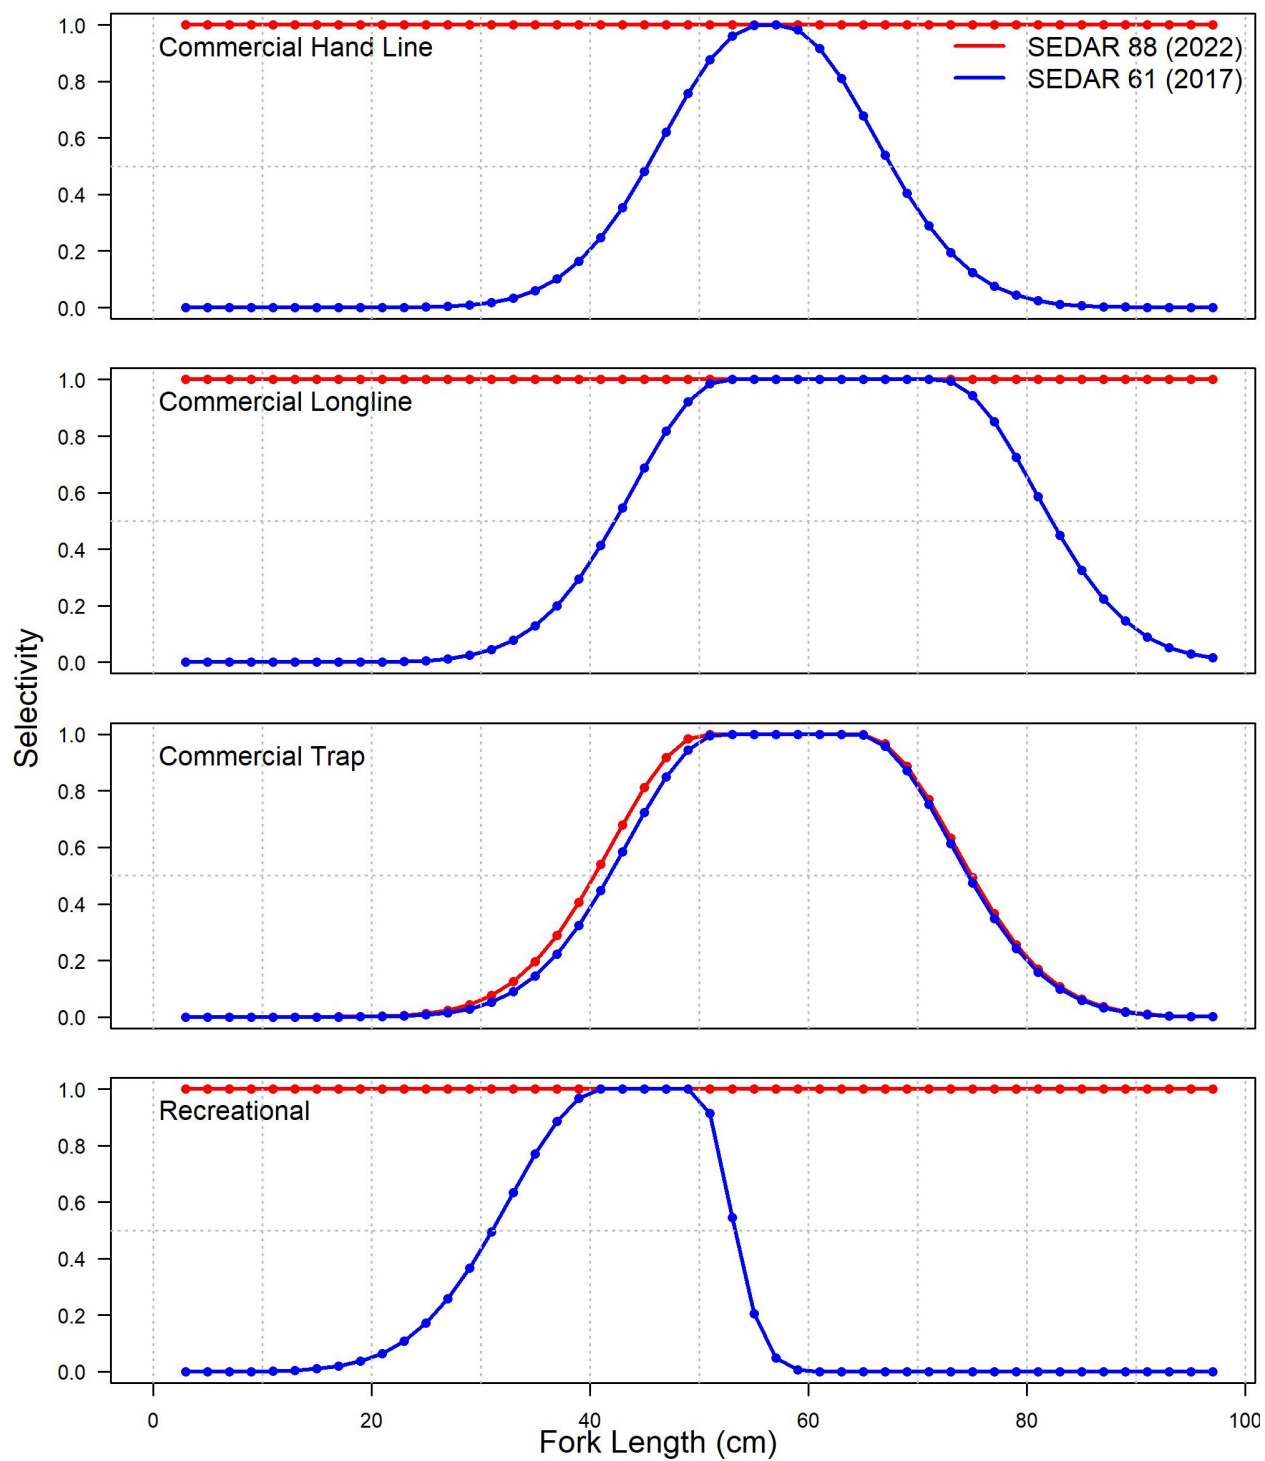 1.0
Commercial Hand Line
SEDAR 88 (2022)
SEDAR 61 (2017)
0.8
0.6
0.4
0.2
0.0
1.0
Commercial Longline
0.8
0.6
0.4
0.2
0.0
Selectivity
1.0
Commercial Trap
0.8
0.6
0.4
0.2
0.0
1.0
Recreational
0.8
0.6
0.4
0.2
0.0
0 20 40 60 80 100
Fork Length (cm)